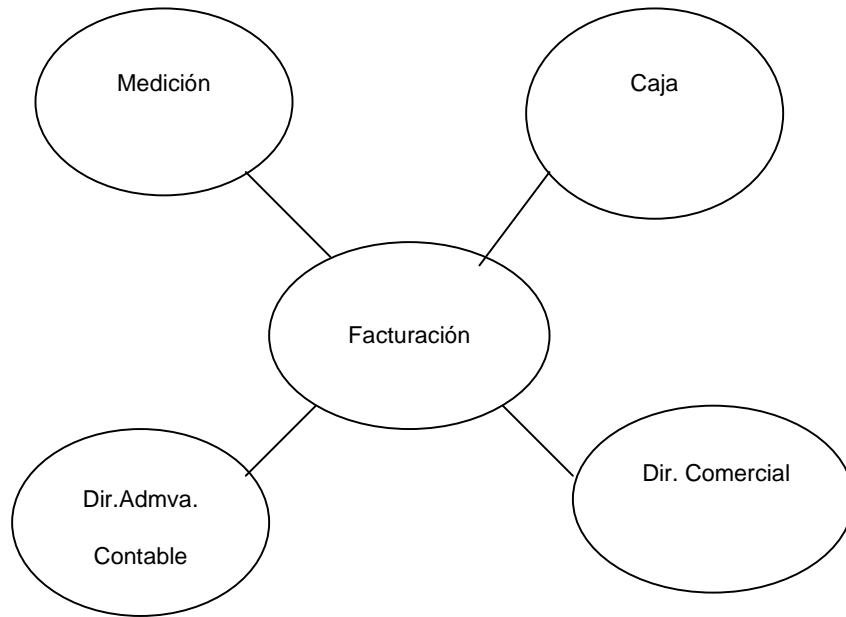 Medición
Caja
Facturación
Dir. Comercial
Dir.Admva.
Contable